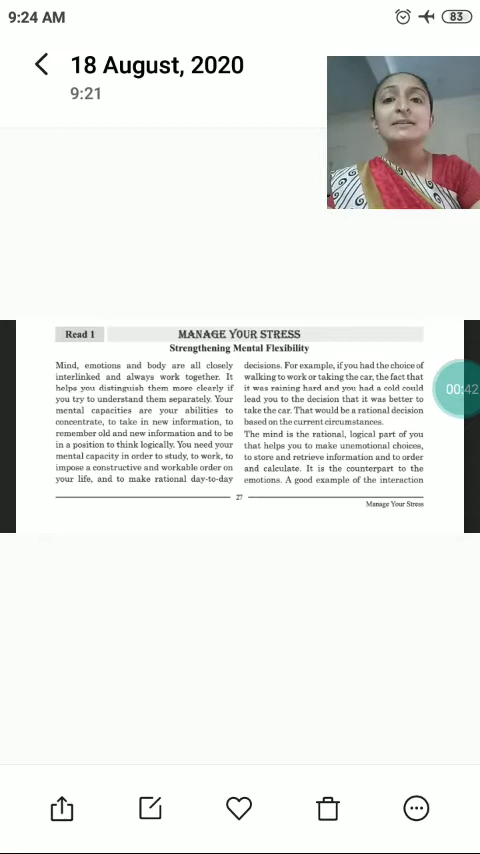 9:24 AM
83
18 August, 2020
9:21
Read 1
MANAGE YOUR STRESS
Strengthening Mental Flexibility
Mind, emotions and body are all closely
interlinked and always work together. It
helps you distinguish them more clearly if
you try to understand them separately. Your
mental capacities are your abilities to
concentrate, to take in new information, to
remember old and new information and to be
in a position to think logically. You need your
mental capacity in order to study, to work, to
impose a constructive and workable order on
your life, and to make rational day-to-day
decisions. For example, if you had the choice of
walking to work or taking the car, the fact that
it was raining hard and you had a cold could
lead you to the decision that it was better to
take the car. That would be a rational decision
based on the current circumstances.
The mind is the rational, logical part of you
that helps you to make unemotional choices,
to store and retrieve information and to order
and calculate. It is the counterpart to the
emotions. A good example of the interaction
27
Manage Your Stress
00:42